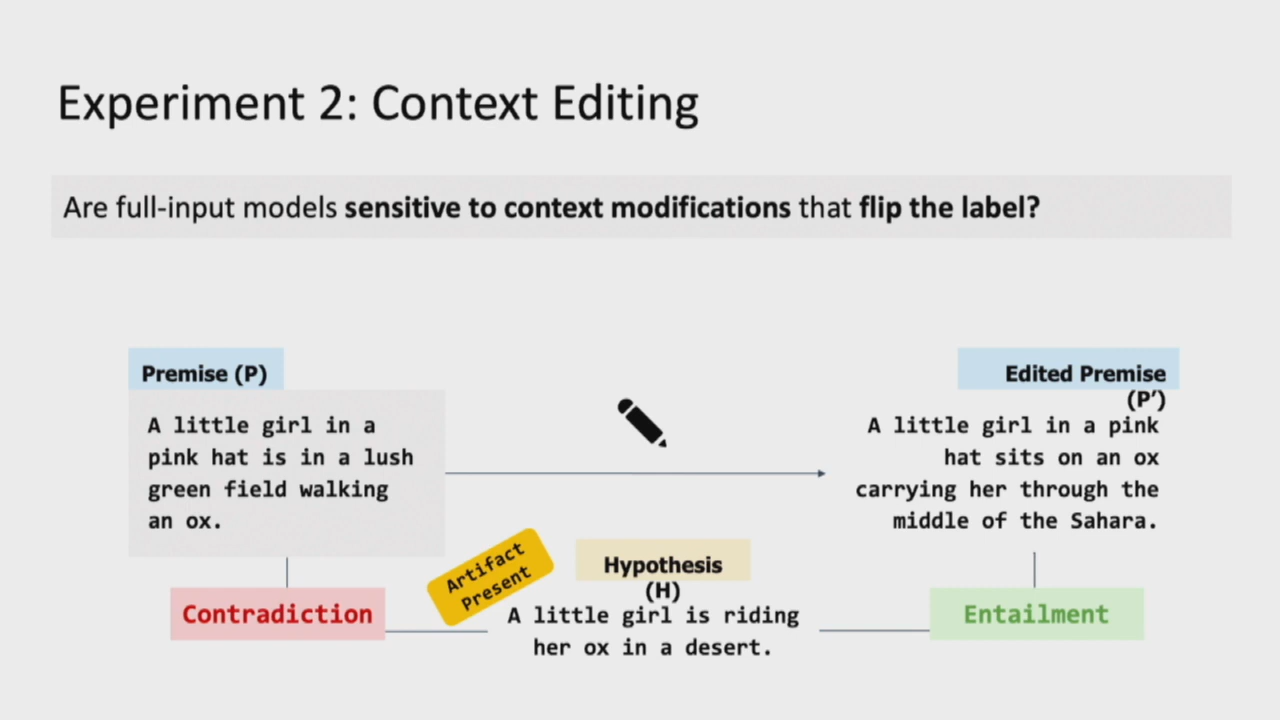 Experiment 2: Context Editing
Are full-input models sensitive to context modifications that flip the label?
Premise (P)
A little girl in a
pink hat is in a lush
green field walking
an ox.
Contradiction
Artifact
Present
Hypothesis
(H)
A little girl is riding
her ox in a desert.
Edited Premise
(P’)
A little girl in a pink
hat sits on an ox
carrying her through the
middle of the Sahara.
Entailment